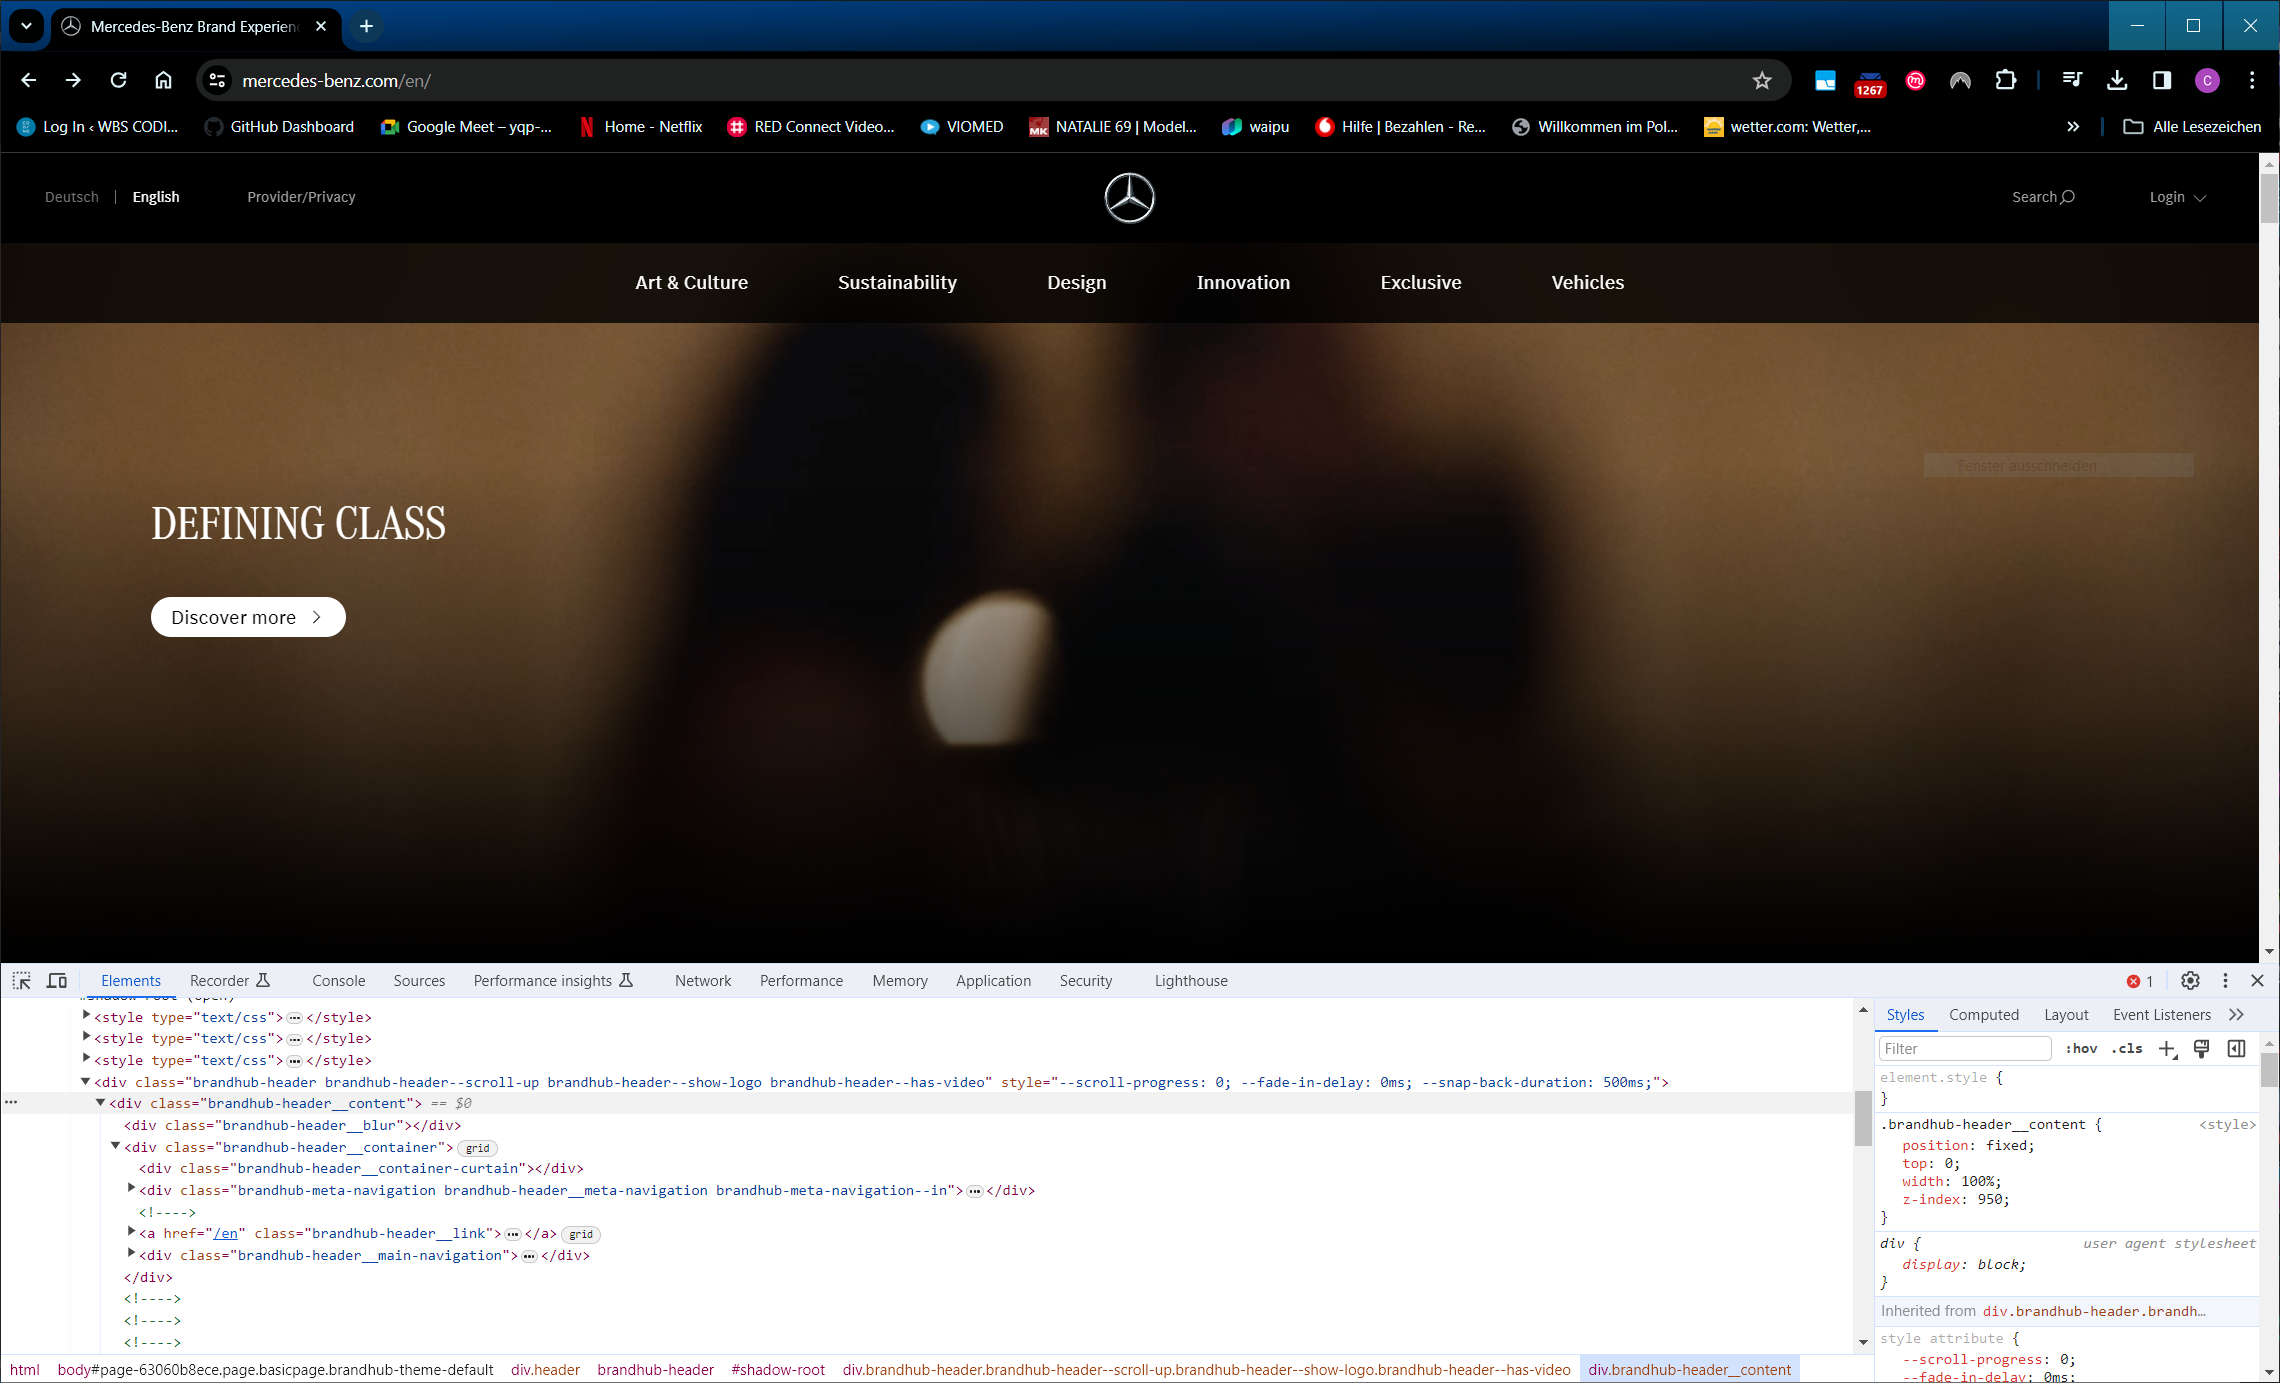 Mercedes-Benz Brand Experienc
mercedes-benz.com/en/
1267
C
Log In ‹ WBS CODI...
GitHub Dashboard
Google Meet – yqp-...
Home - Netflix
RED Connect Video...
VIOMED
NATALIE 69 | Model...
waipu
Hilfe | Bezahlen - Re...
Willkommen im Pol...
wetter.com: Wetter,...
Alle Lesezeichen
Deutsch | English
Provider/Privacy
Search
Login
Art & Culture
Sustainability
Design
Innovation
Exclusive
Vehicles
Fenster ausschneiden
DEFINING CLASS
Discover more
Elements
Recorder
Console
Sources
Performance insights
Network
Performance
Memory
Application
Security
Lighthouse
1
#shadow-root (open)
<style type="text/css">…</style>
<style type="text/css">…</style>
<style type="text/css">…</style>
<div class="brandhub-header brandhub-header--scroll-up brandhub-header--show-logo brandhub-header--has-video" style="--scroll-progress: 0; --fade-in-delay: 0ms; --snap-back-duration: 500ms;">
<div class="brandhub-header__content"> == $0
<div class="brandhub-header__blur"></div>
<div class="brandhub-header__container"> grid
<div class="brandhub-header__container-curtain"></div>
<div class="brandhub-meta-navigation brandhub-header__meta-navigation brandhub-meta-navigation--in">…</div>
<!---->
<a href="/en" class="brandhub-header__link">…</a> grid
<div class="brandhub-header__main-navigation">…</div>
</div>
<!---->
<!---->
<!---->
html body#page-63060b8ece.page.basicpage.brandhub-theme-default div.header brandhub-header #shadow-root div.brandhub-header.brandhub-header--scroll-up.brandhub-header--show-logo.brandhub-header--has-video div.brandhub-header__content
Styles
Computed
Layout
Event Listeners
Filter
:hov
.cls
element.style {
}
.brandhub-header__content { <style>
position: fixed;
top: 0;
width: 100%;
z-index: 950;
}
div { user agent stylesheet
display: block;
}
Inherited from div.brandhub-header.brandh…
style attribute {
--scroll-progress: 0;
--fade-in-delay: 0ms;